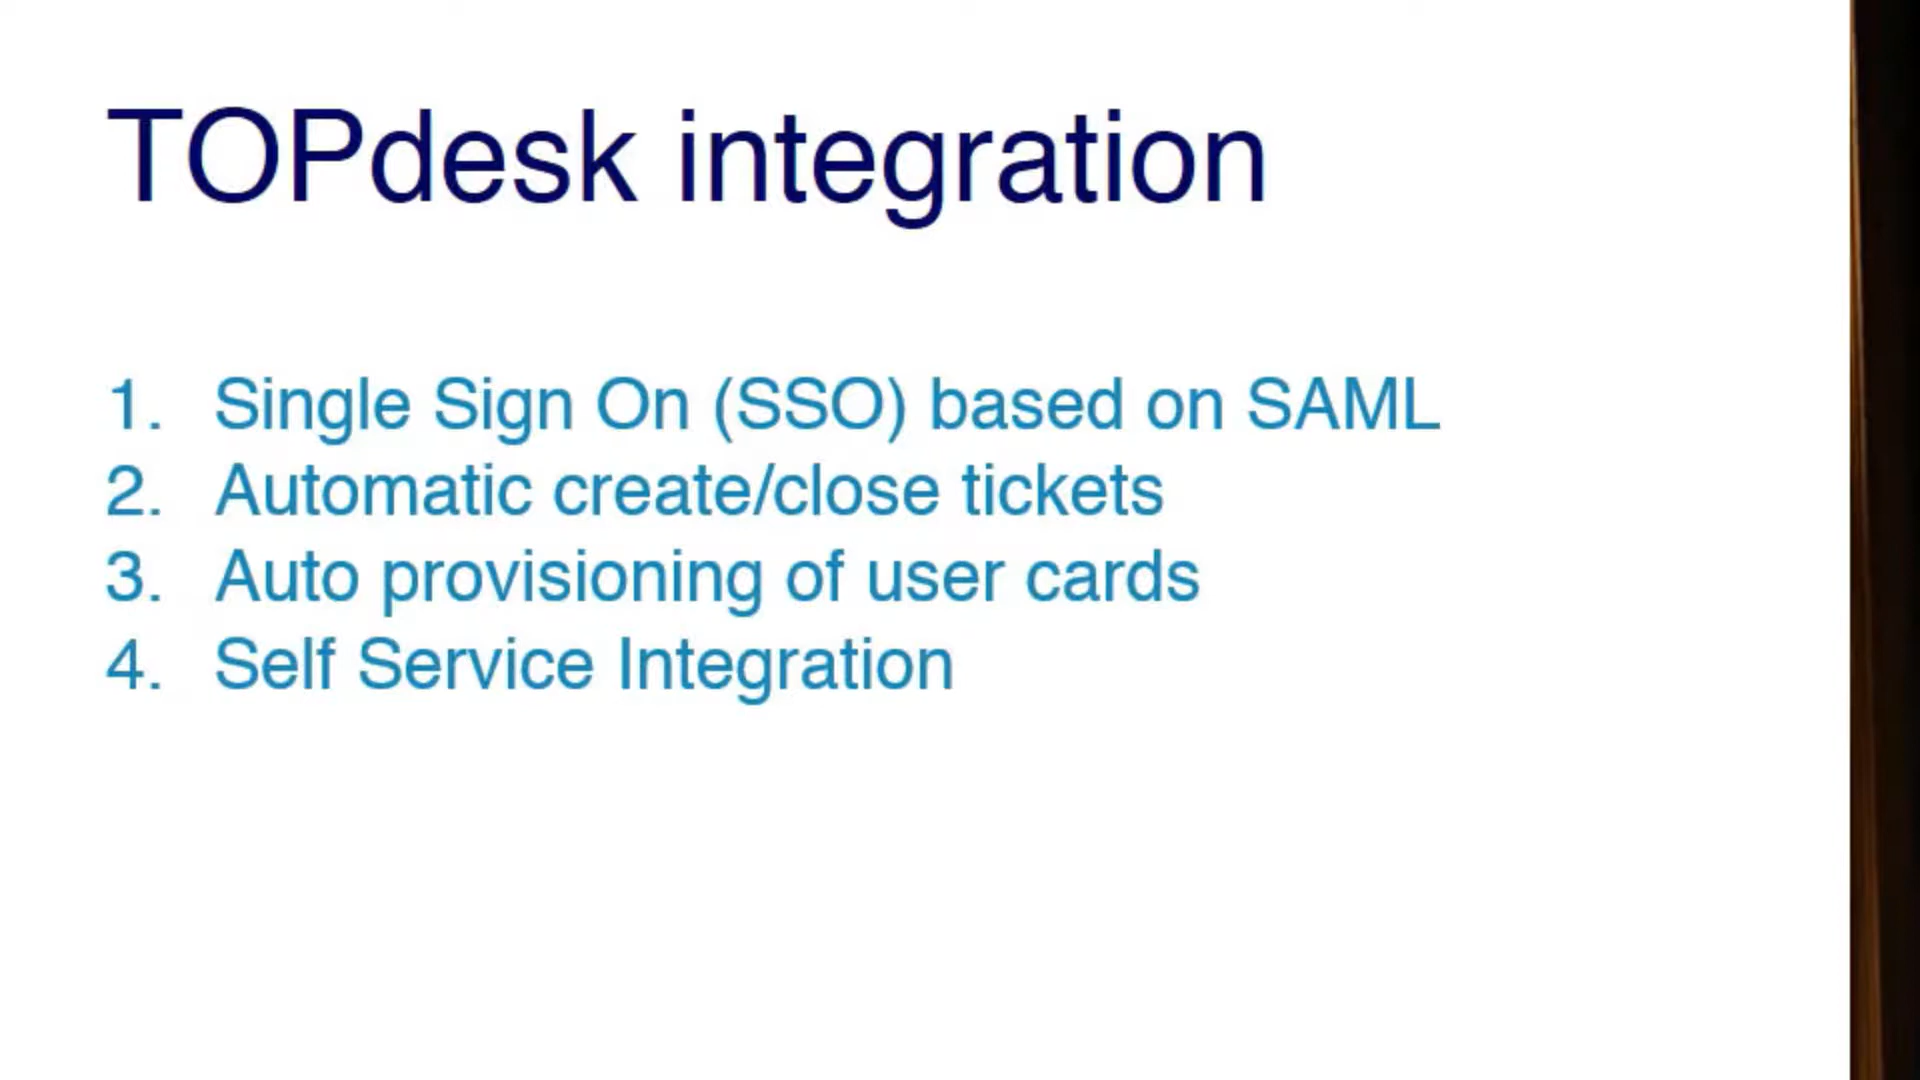 TOPdesk integration
1. Single Sign On (SSO) based on SAML
2. Automatic create/close tickets
3. Auto provisioning of user cards
4. Self Service Integration